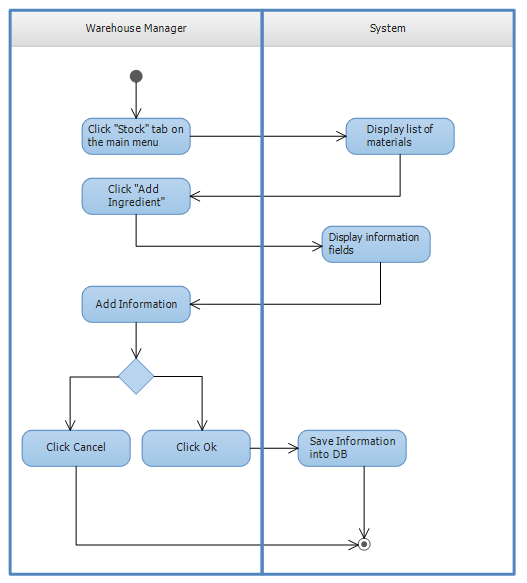 Warehouse Manager
System
Click "Stock" tab on
the main menu
Display list of
materials
Click "Add
Ingredient"
Display information
fields
Add Information
Click Cancel
Click Ok
Save Information
into DB